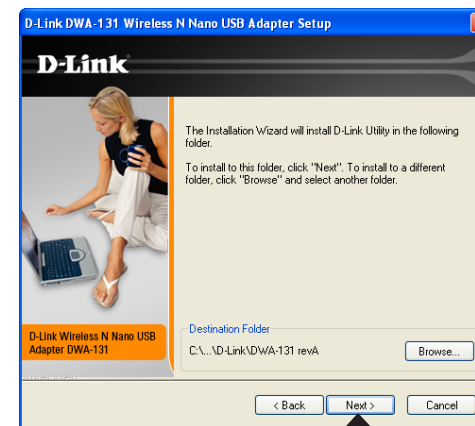 D-Link DWA-131 Wireless N Nano USB Adapter Setup
D-Link
The Installation Wizard will install D-Link Utility in the following
folder.
To install to this folder, click "Next". To install to a different
folder, click "Browse" and select another folder.
D-Link Wireless N Nano USB
Adapter DWA-131
Destination Folder
C:\...\D-Link\DWA-131 revA
Browse...
< Back
Next >
Cancel